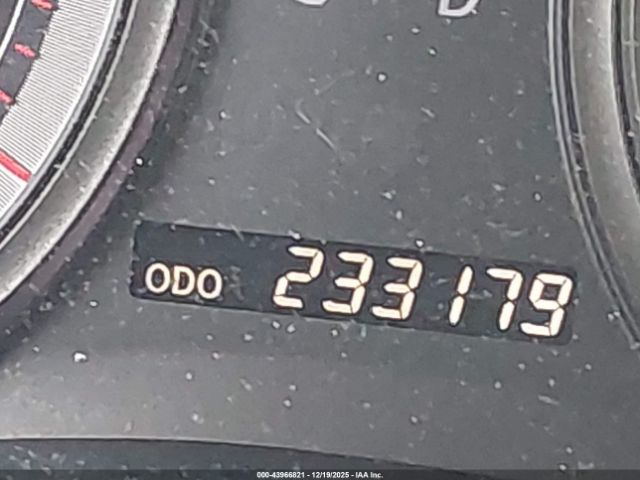 D
ODO 233179
000-43966821 - 12/19/2025 - IAA Inc.